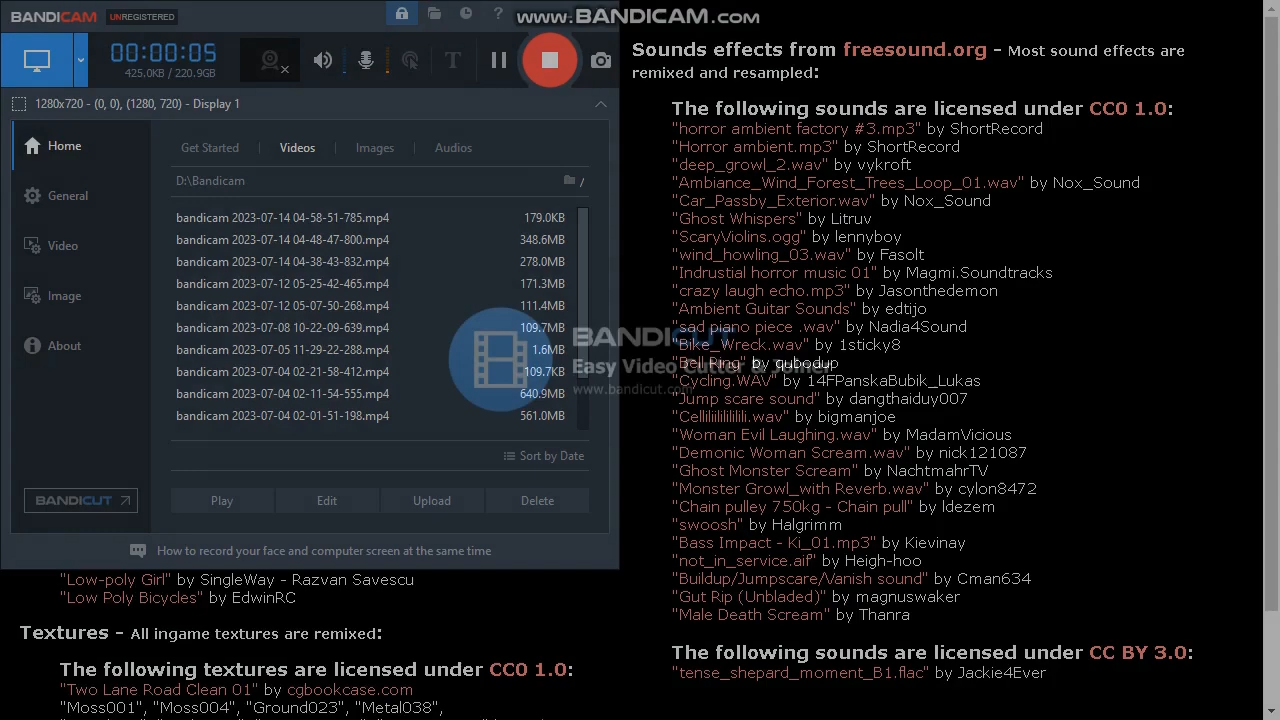 BANDICAM UNREGISTERED
?
www.BANDICAM.com
00:00:05
425.0KB / 220.9GB
T
1280x720 - (0, 0), (1280, 720) - Display 1
Home
General
Video
Image
About
BANDICUT
Get Started
Videos
Images
Audios
D:\Bandicam
/
bandicam 2023-07-14 04-58-51-785.mp4 179.0KB
bandicam 2023-07-14 04-48-47-800.mp4 348.6MB
bandicam 2023-07-14 04-38-43-832.mp4 278.0MB
bandicam 2023-07-12 05-25-42-465.mp4 171.3MB
bandicam 2023-07-12 05-07-50-268.mp4 111.4MB
bandicam 2023-07-08 10-22-09-639.mp4 109.7MB
bandicam 2023-07-05 11-29-22-288.mp4 1.6MB
bandicam 2023-07-04 02-21-58-412.mp4 109.7KB
bandicam 2023-07-04 02-11-54-555.mp4 640.9MB
bandicam 2023-07-04 02-01-51-198.mp4 561.0MB
Sort by Date
Play
Edit
Upload
Delete
How to record your face and computer screen at the same time
BANDICUT
Easy Video Cutter & Joiner
www.bandicut.com
"Low-poly Girl" by SingleWay - Razvan Savescu
"Low Poly Bicycles" by EdwinRC
Textures - All ingame textures are remixed:
The following textures are licensed under CC0 1.0:
"Two Lane Road Clean 01" by cgbookcase.com
"Moss001", "Moss004", "Ground023", "Metal038",
Sounds effects from freesound.org - Most sound effects are
remixed and resampled:
The following sounds are licensed under CC0 1.0:
"horror ambient factory #3.mp3" by ShortRecord
"Horror ambient.mp3" by ShortRecord
"deep_growl_2.wav" by vykroft
"Ambiance_Wind_Forest_Trees_Loop_01.wav" by Nox_Sound
"Car_Passby_Exterior.wav" by Nox_Sound
"Ghost Whispers" by Litruv
"ScaryViolins.ogg" by lennyboy
"wind_howling_03.wav" by Fasolt
"Indrustial horror music 01" by Magmi.Soundtracks
"crazy laugh echo.mp3" by Jasonthedemon
"Ambient Guitar Sounds" by edtijo
"sad piano piece .wav" by Nadia4Sound
"Bike_Wreck.wav" by 1sticky8
"Bell Ring" by qubodup
"Cycling.WAV" by 14FPanskaBubik_Lukas
"Jump scare sound" by dangthaiduy007
"Celliiiiiiiiiiii.wav" by bigmanjoe
"Woman Evil Laughing.wav" by MadamVicious
"Demonic Woman Scream.wav" by nick121087
"Ghost Monster Scream" by NachtmahrTV
"Monster Growl_with Reverb.wav" by cylon8472
"Chain pulley 750kg - Chain pull" by ldezem
"swoosh" by Halgrimm
"Bass Impact - Ki_01.mp3" by Kievinay
"not_in_service.aif" by Heigh-hoo
"Buildup/Jumpscare/Vanish sound" by Cman634
"Gut Rip (Unbladed)" by magnuswaker
"Male Death Scream" by Thanra
The following sounds are licensed under CC BY 3.0:
"tense_shepard_moment_B1.flac" by Jackie4Ever